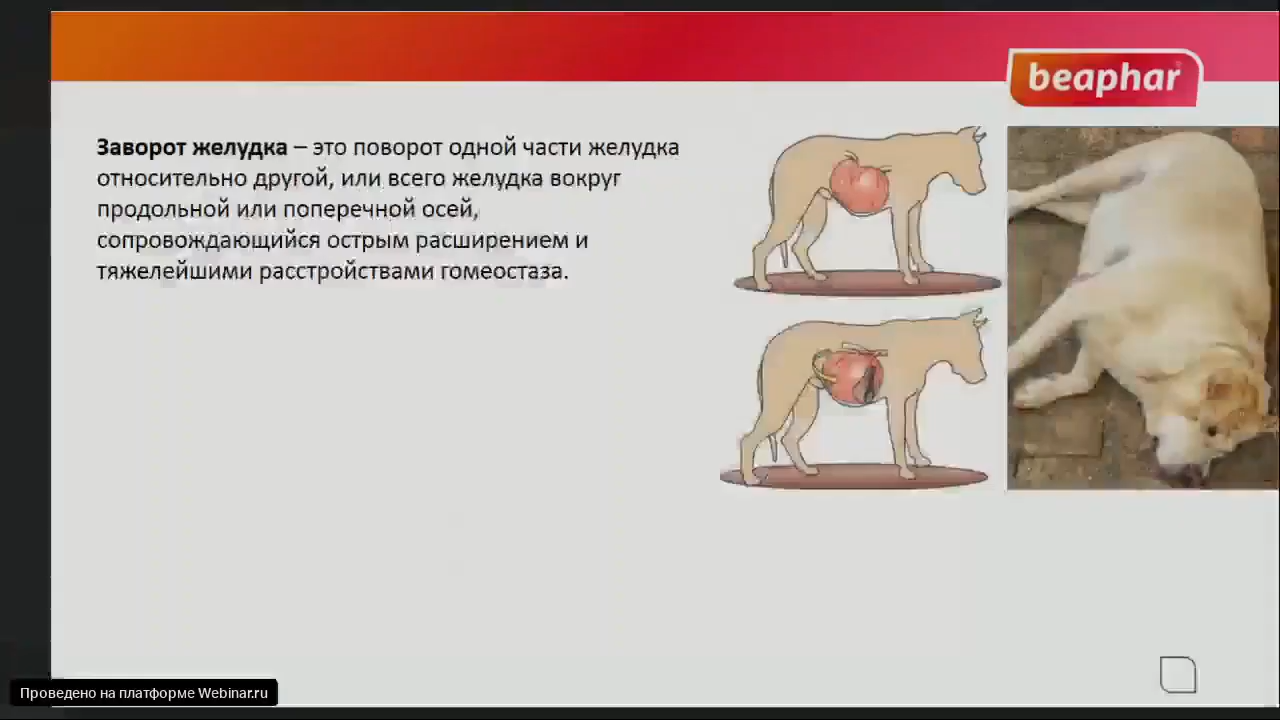 beaphar
Заворот желудка – это поворот одной части желудка
относительно другой, или всего желудка вокруг
продольной или поперечной осей,
сопровождающийся острым расширением и
тяжелейшими расстройствами гомеостаза.
Проведено на платформе Webinar.ru